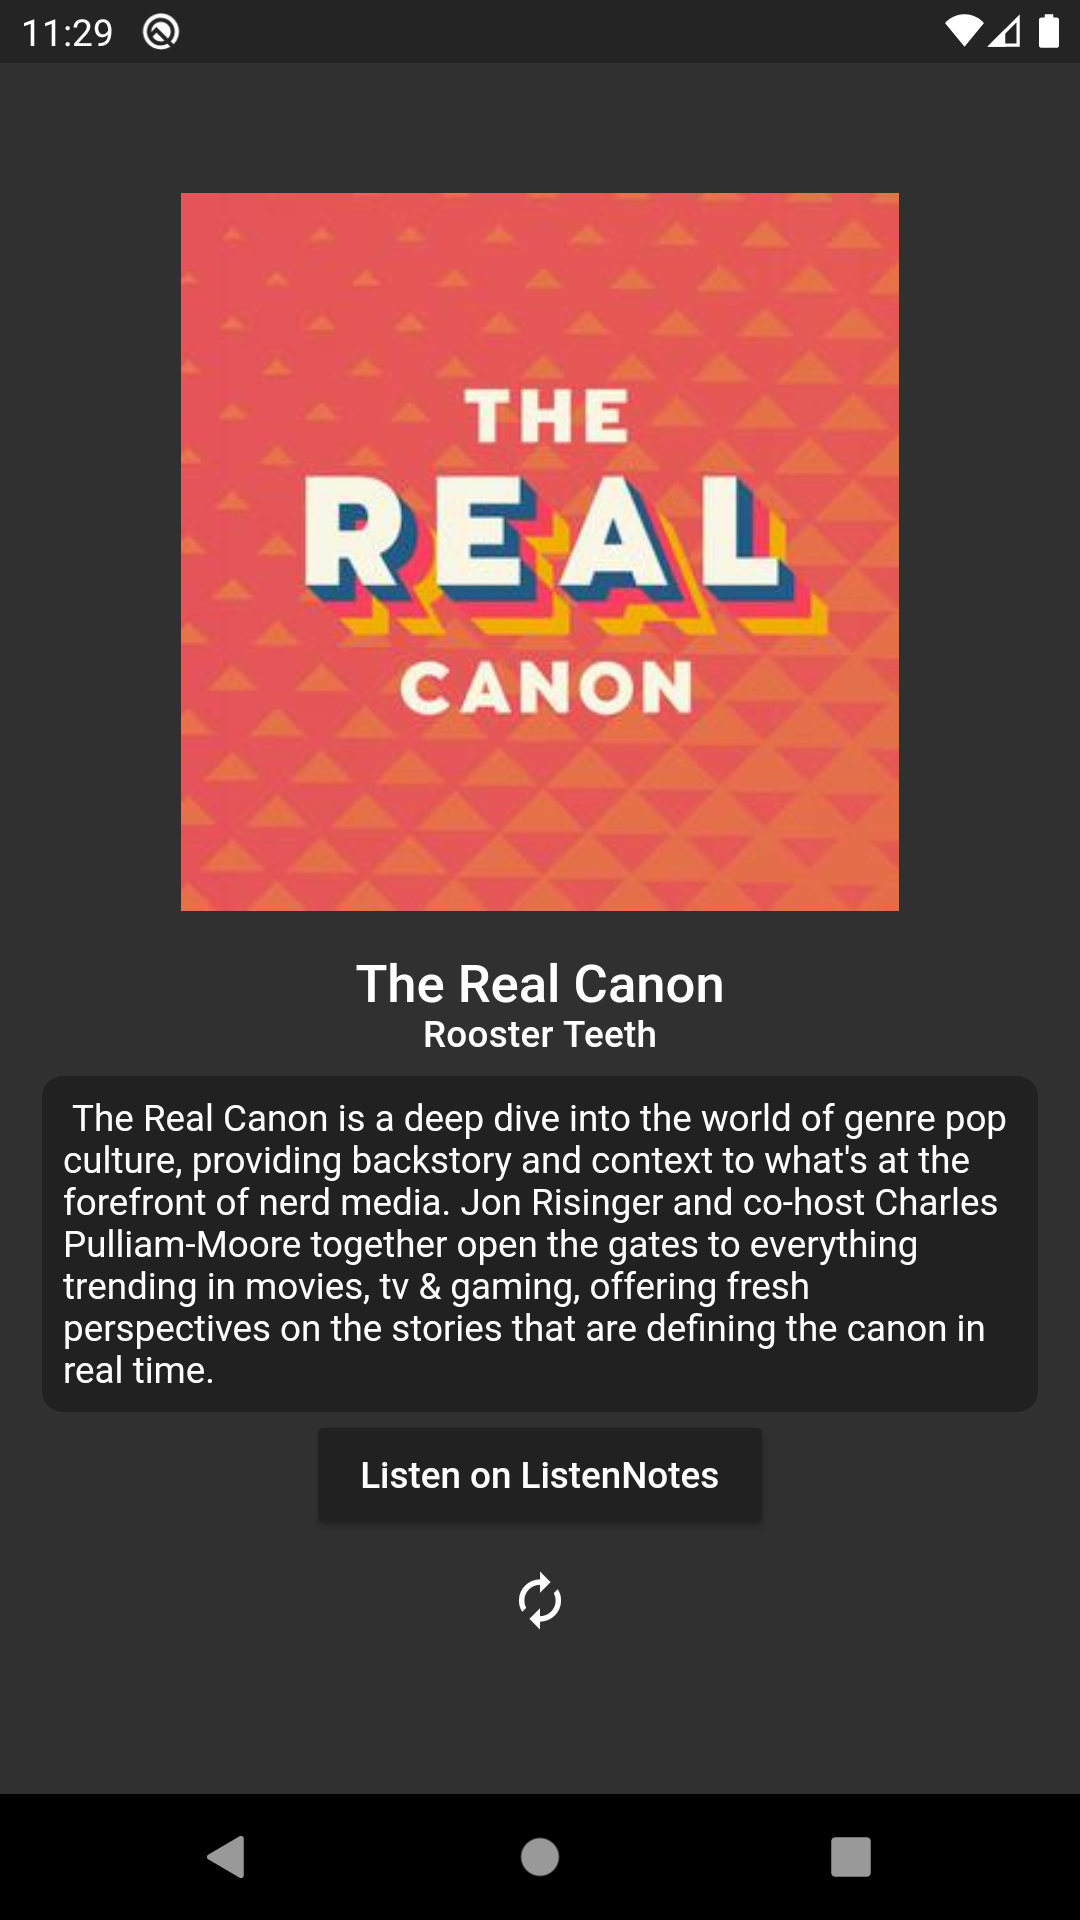 11:29
THE
REAL
CANON
The Real Canon
Rooster Teeth
The Real Canon is a deep dive into the world of genre pop
culture, providing backstory and context to what's at the
forefront of nerd media. Jon Risinger and co-host Charles
Pulliam-Moore together open the gates to everything
trending in movies, tv & gaming, offering fresh
perspectives on the stories that are defining the canon in
real time.
Listen on ListenNotes